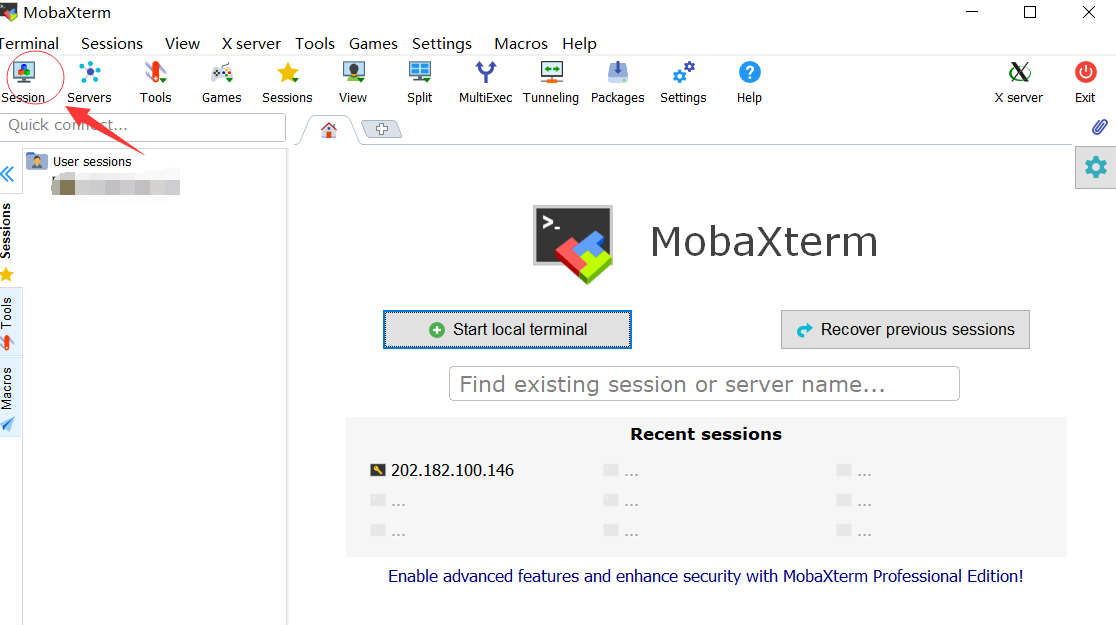 MobaXterm
Terminal Sessions View X server Tools Games Settings Macros Help
Session Servers Tools Games Sessions View Split MultiExec Tunneling Packages Settings Help X server Exit
Quick connect...
User sessions
Sessions
Tools
Macros
>_
MobaXterm
Start local terminal
Recover previous sessions
Find existing session or server name...
Recent sessions
202.182.100.146 ... ...
... ... ...
... ... ...
Enable advanced features and enhance security with MobaXterm Professional Edition!